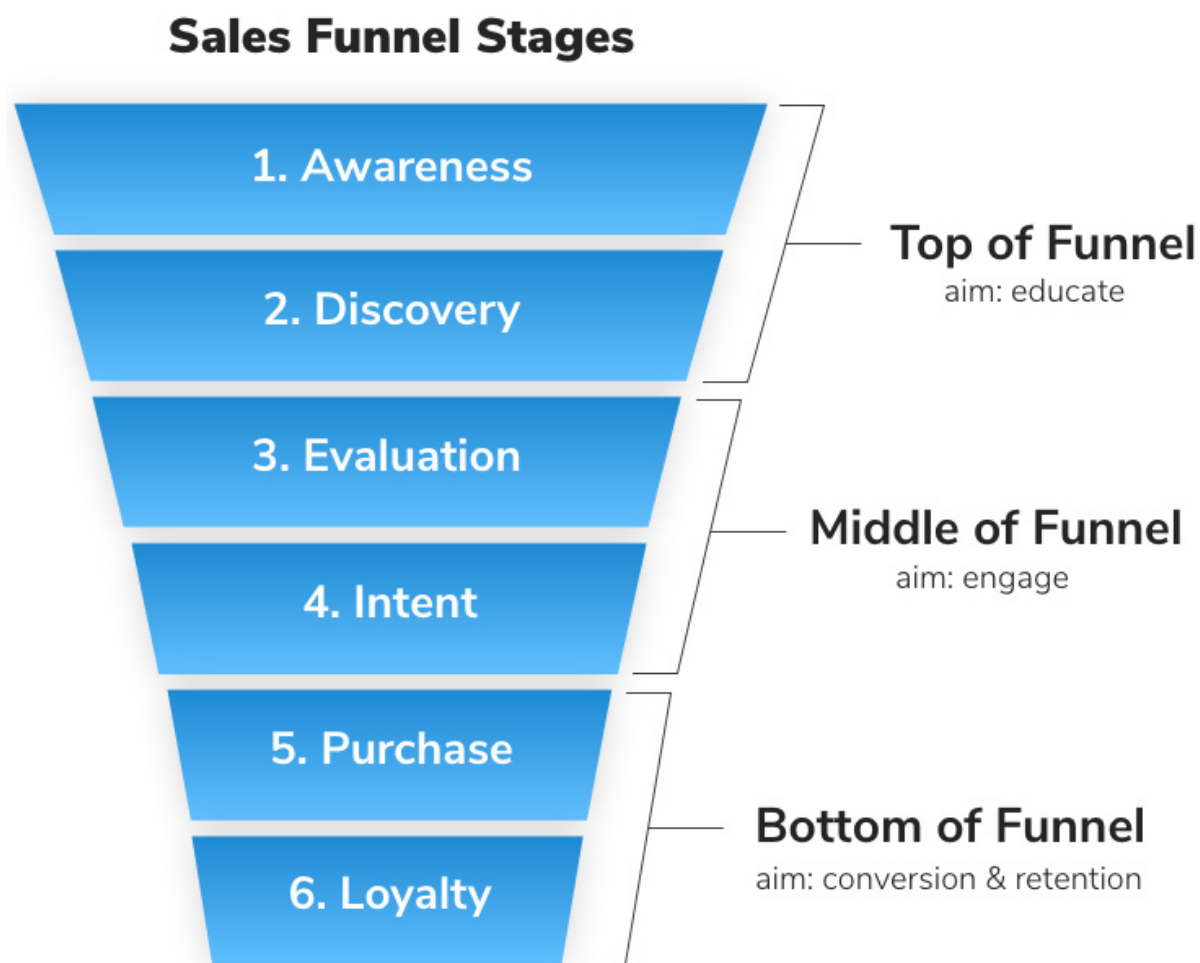 Sales Funnel Stages
1. Awareness
2. Discovery
Top of Funnel
aim: educate
3. Evaluation
4. Intent
Middle of Funnel
aim: engage
5. Purchase
6. Loyalty
Bottom of Funnel
aim: conversion & retention